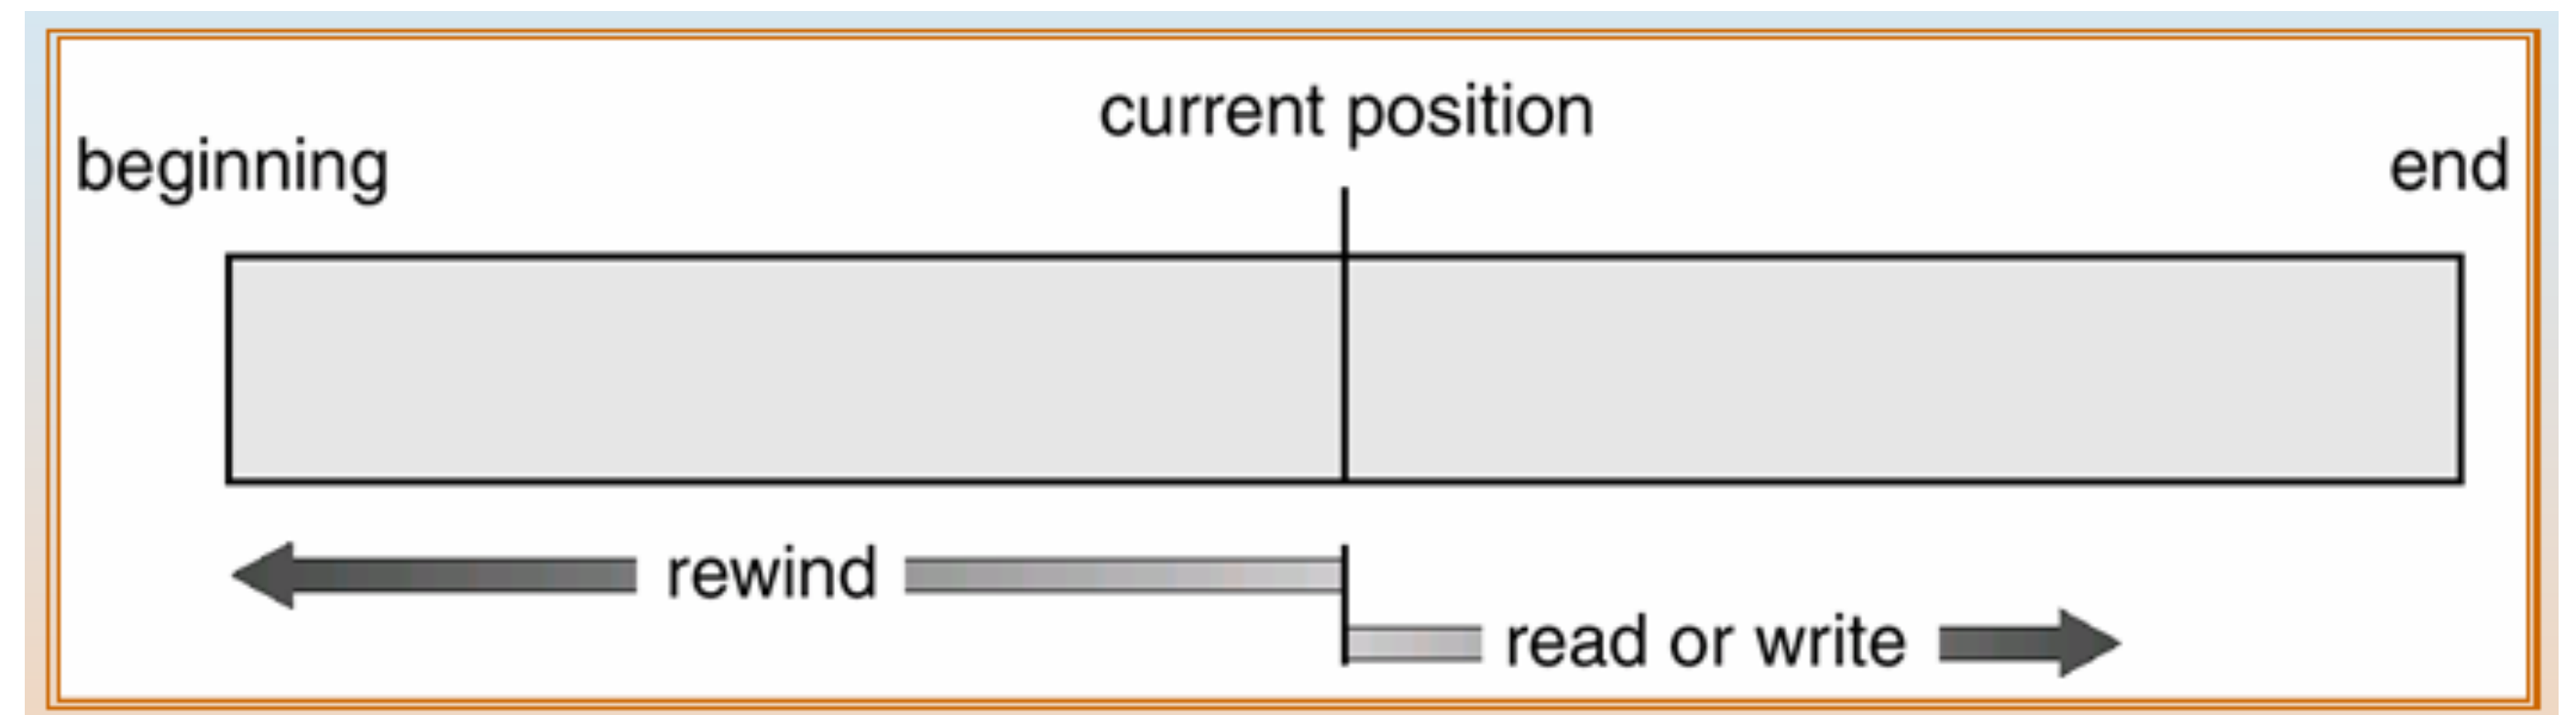 current position
beginning
end
rewind
read or write